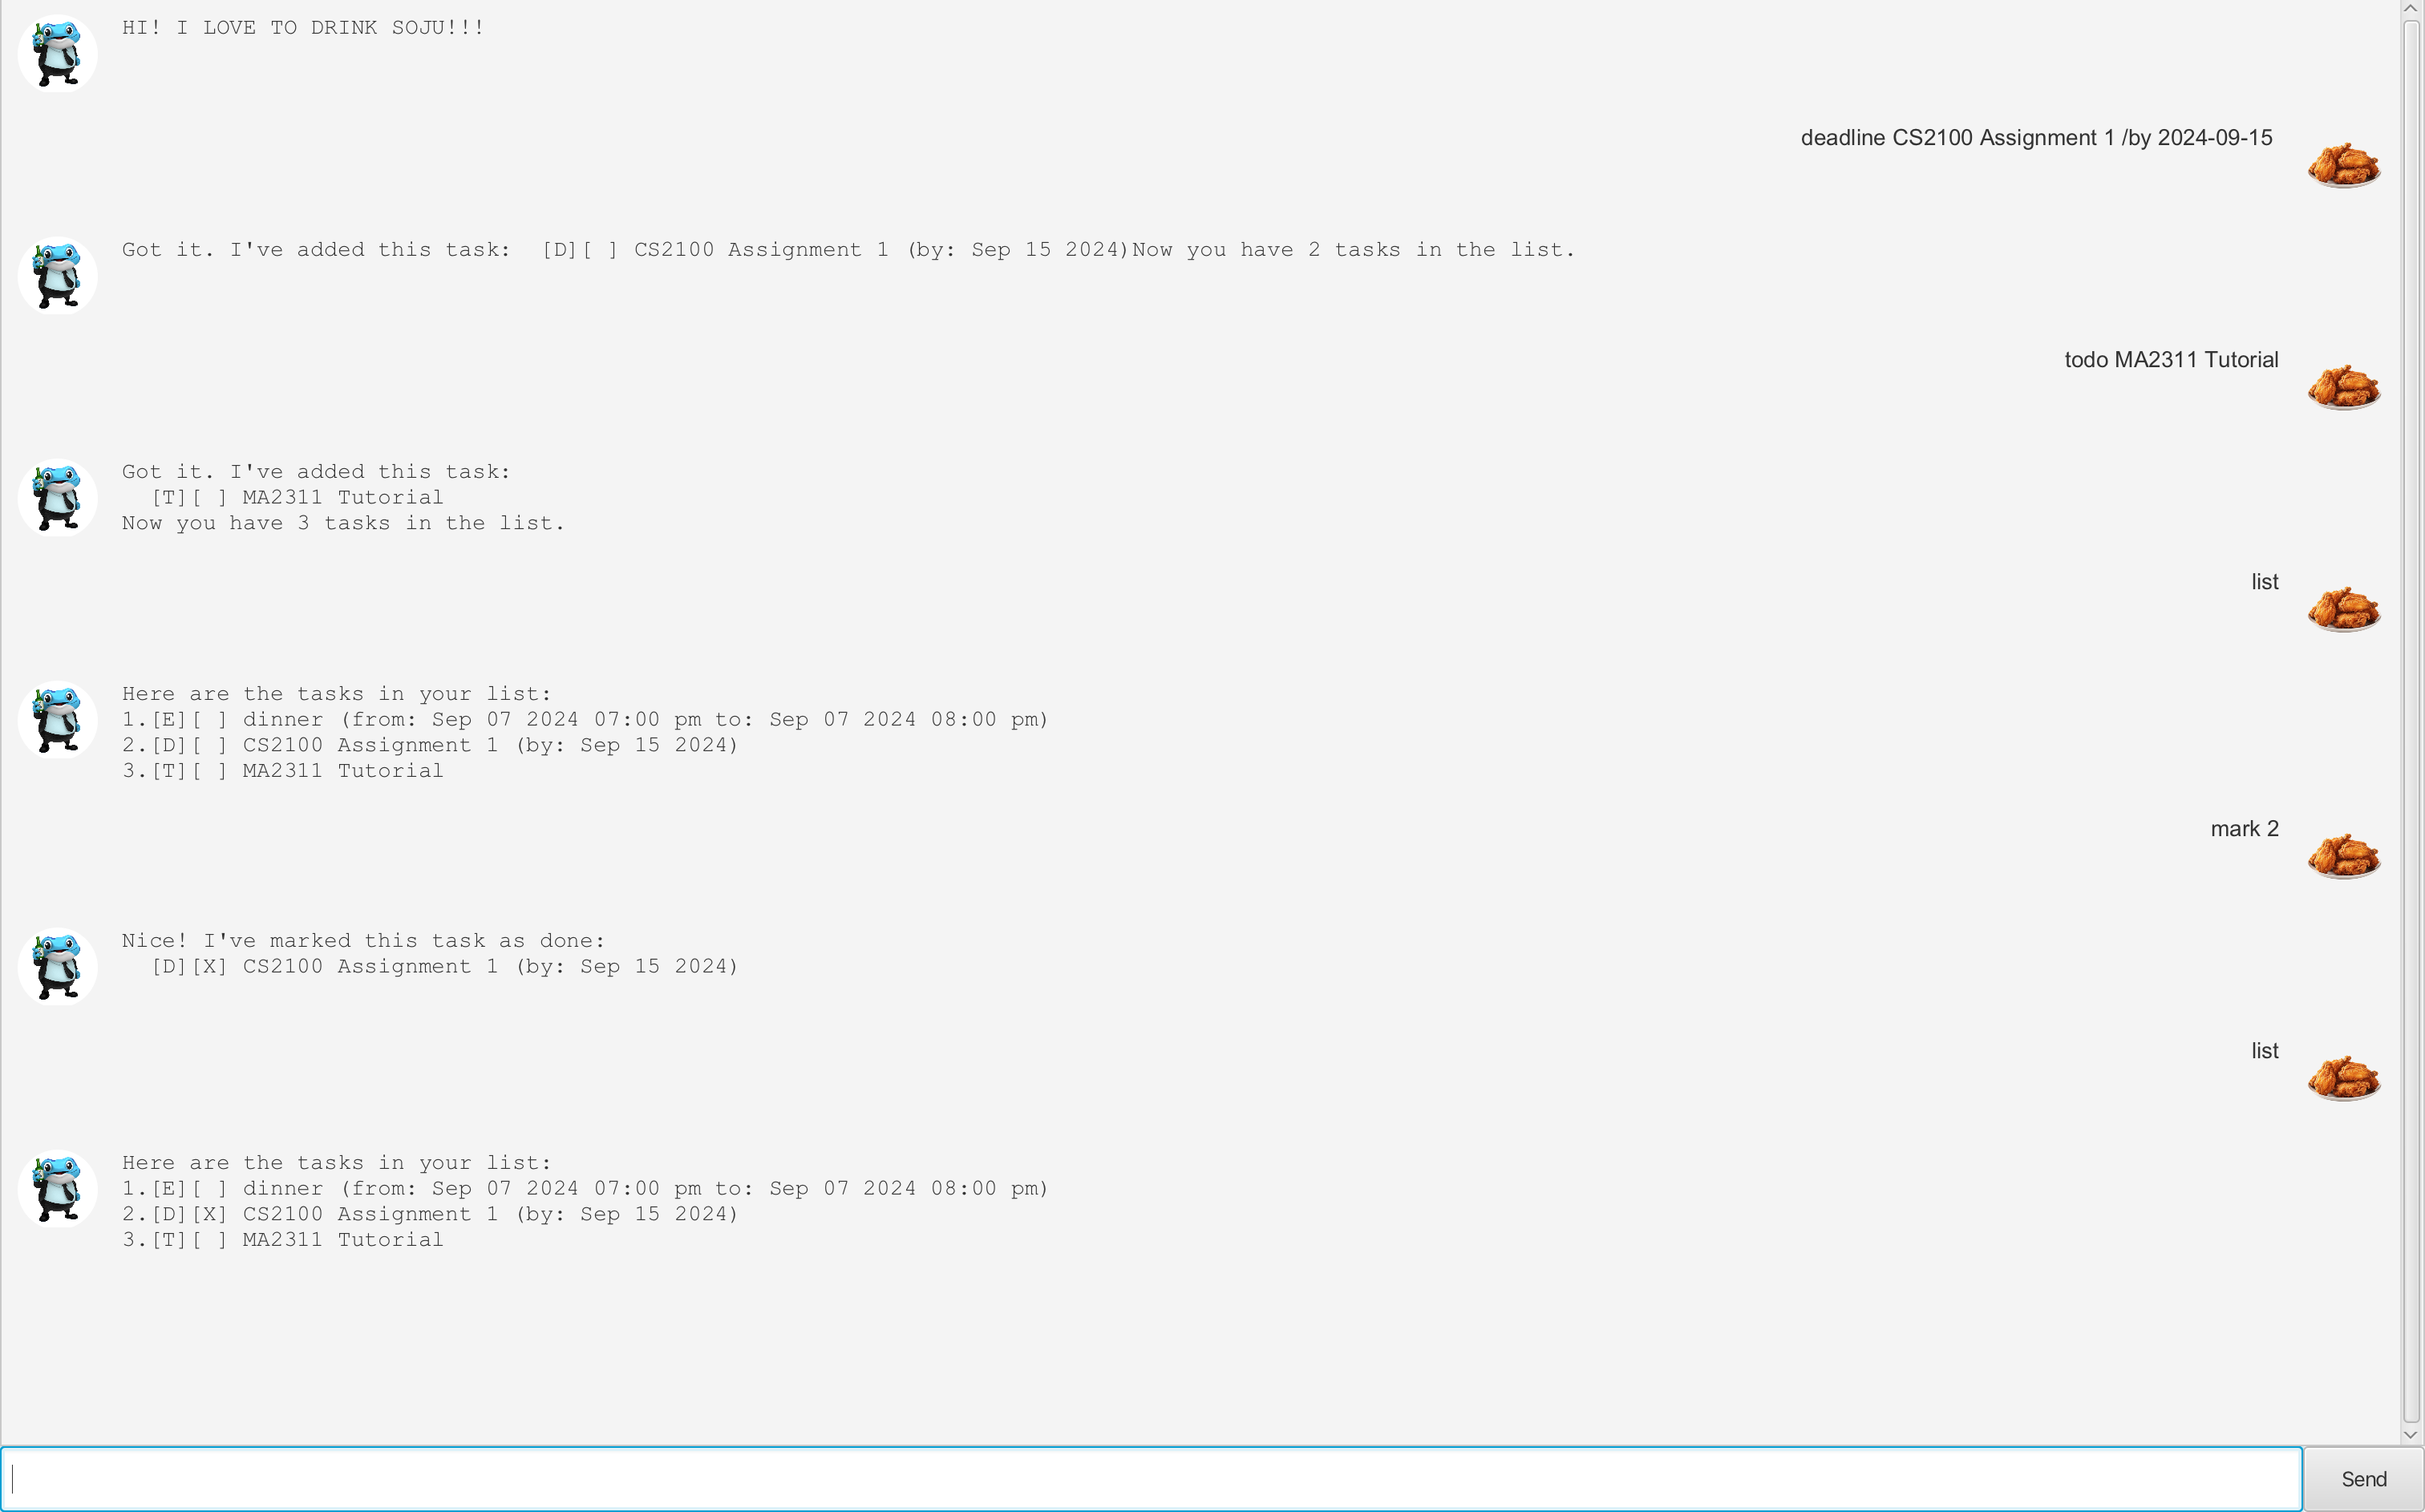 HI! I LOVE TO DRINK SOJU!!!
deadline CS2100 Assignment 1 /by 2024-09-15
Got it. I've added this task:  [D][ ] CS2100 Assignment 1 (by: Sep 15 2024)Now you have 2 tasks in the list.
todo MA2311 Tutorial
Got it. I've added this task:
  [T][ ] MA2311 Tutorial
Now you have 3 tasks in the list.
list
Here are the tasks in your list:
1.[E][ ] dinner (from: Sep 07 2024 07:00 pm to: Sep 07 2024 08:00 pm)
2.[D][ ] CS2100 Assignment 1 (by: Sep 15 2024)
3.[T][ ] MA2311 Tutorial
mark 2
Nice! I've marked this task as done:
  [D][X] CS2100 Assignment 1 (by: Sep 15 2024)
list
Here are the tasks in your list:
1.[E][ ] dinner (from: Sep 07 2024 07:00 pm to: Sep 07 2024 08:00 pm)
2.[D][X] CS2100 Assignment 1 (by: Sep 15 2024)
3.[T][ ] MA2311 Tutorial
Send